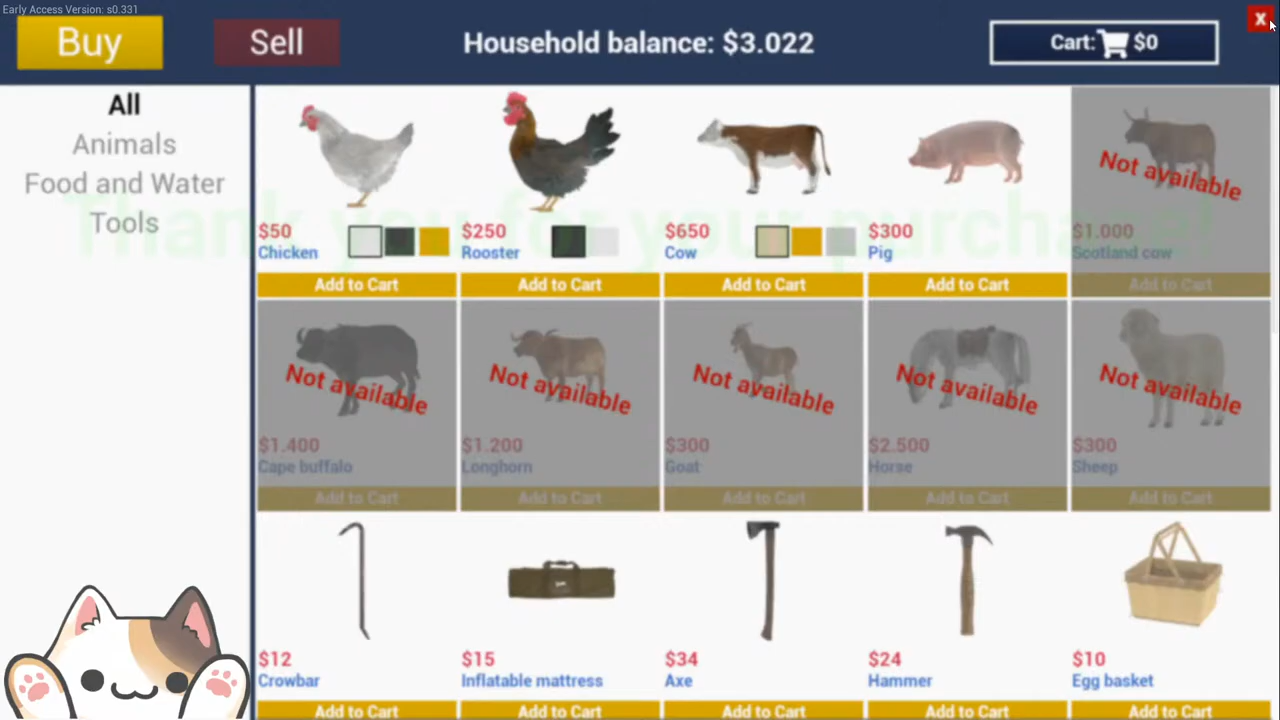 Early Access Version: s0.331
Buy
Sell
Household balance: $3.022
Cart: $0
x
All
Animals
Food and Water
Tools
Thank you for your purchase!
$50
Chicken
Add to Cart
$250
Rooster
Add to Cart
$650
Cow
Add to Cart
$300
Pig
Add to Cart
Not available
$1.000
Scotland cow
Add to Cart
Not available
$1.400
Cape buffalo
Add to Cart
Not available
$1.200
Longhorn
Add to Cart
Not available
$300
Goat
Add to Cart
Not available
$2.500
Horse
Add to Cart
Not available
$300
Sheep
Add to Cart
$12
Crowbar
Add to Cart
$15
Inflatable mattress
Add to Cart
$34
Axe
Add to Cart
$24
Hammer
Add to Cart
$10
Egg basket
Add to Cart